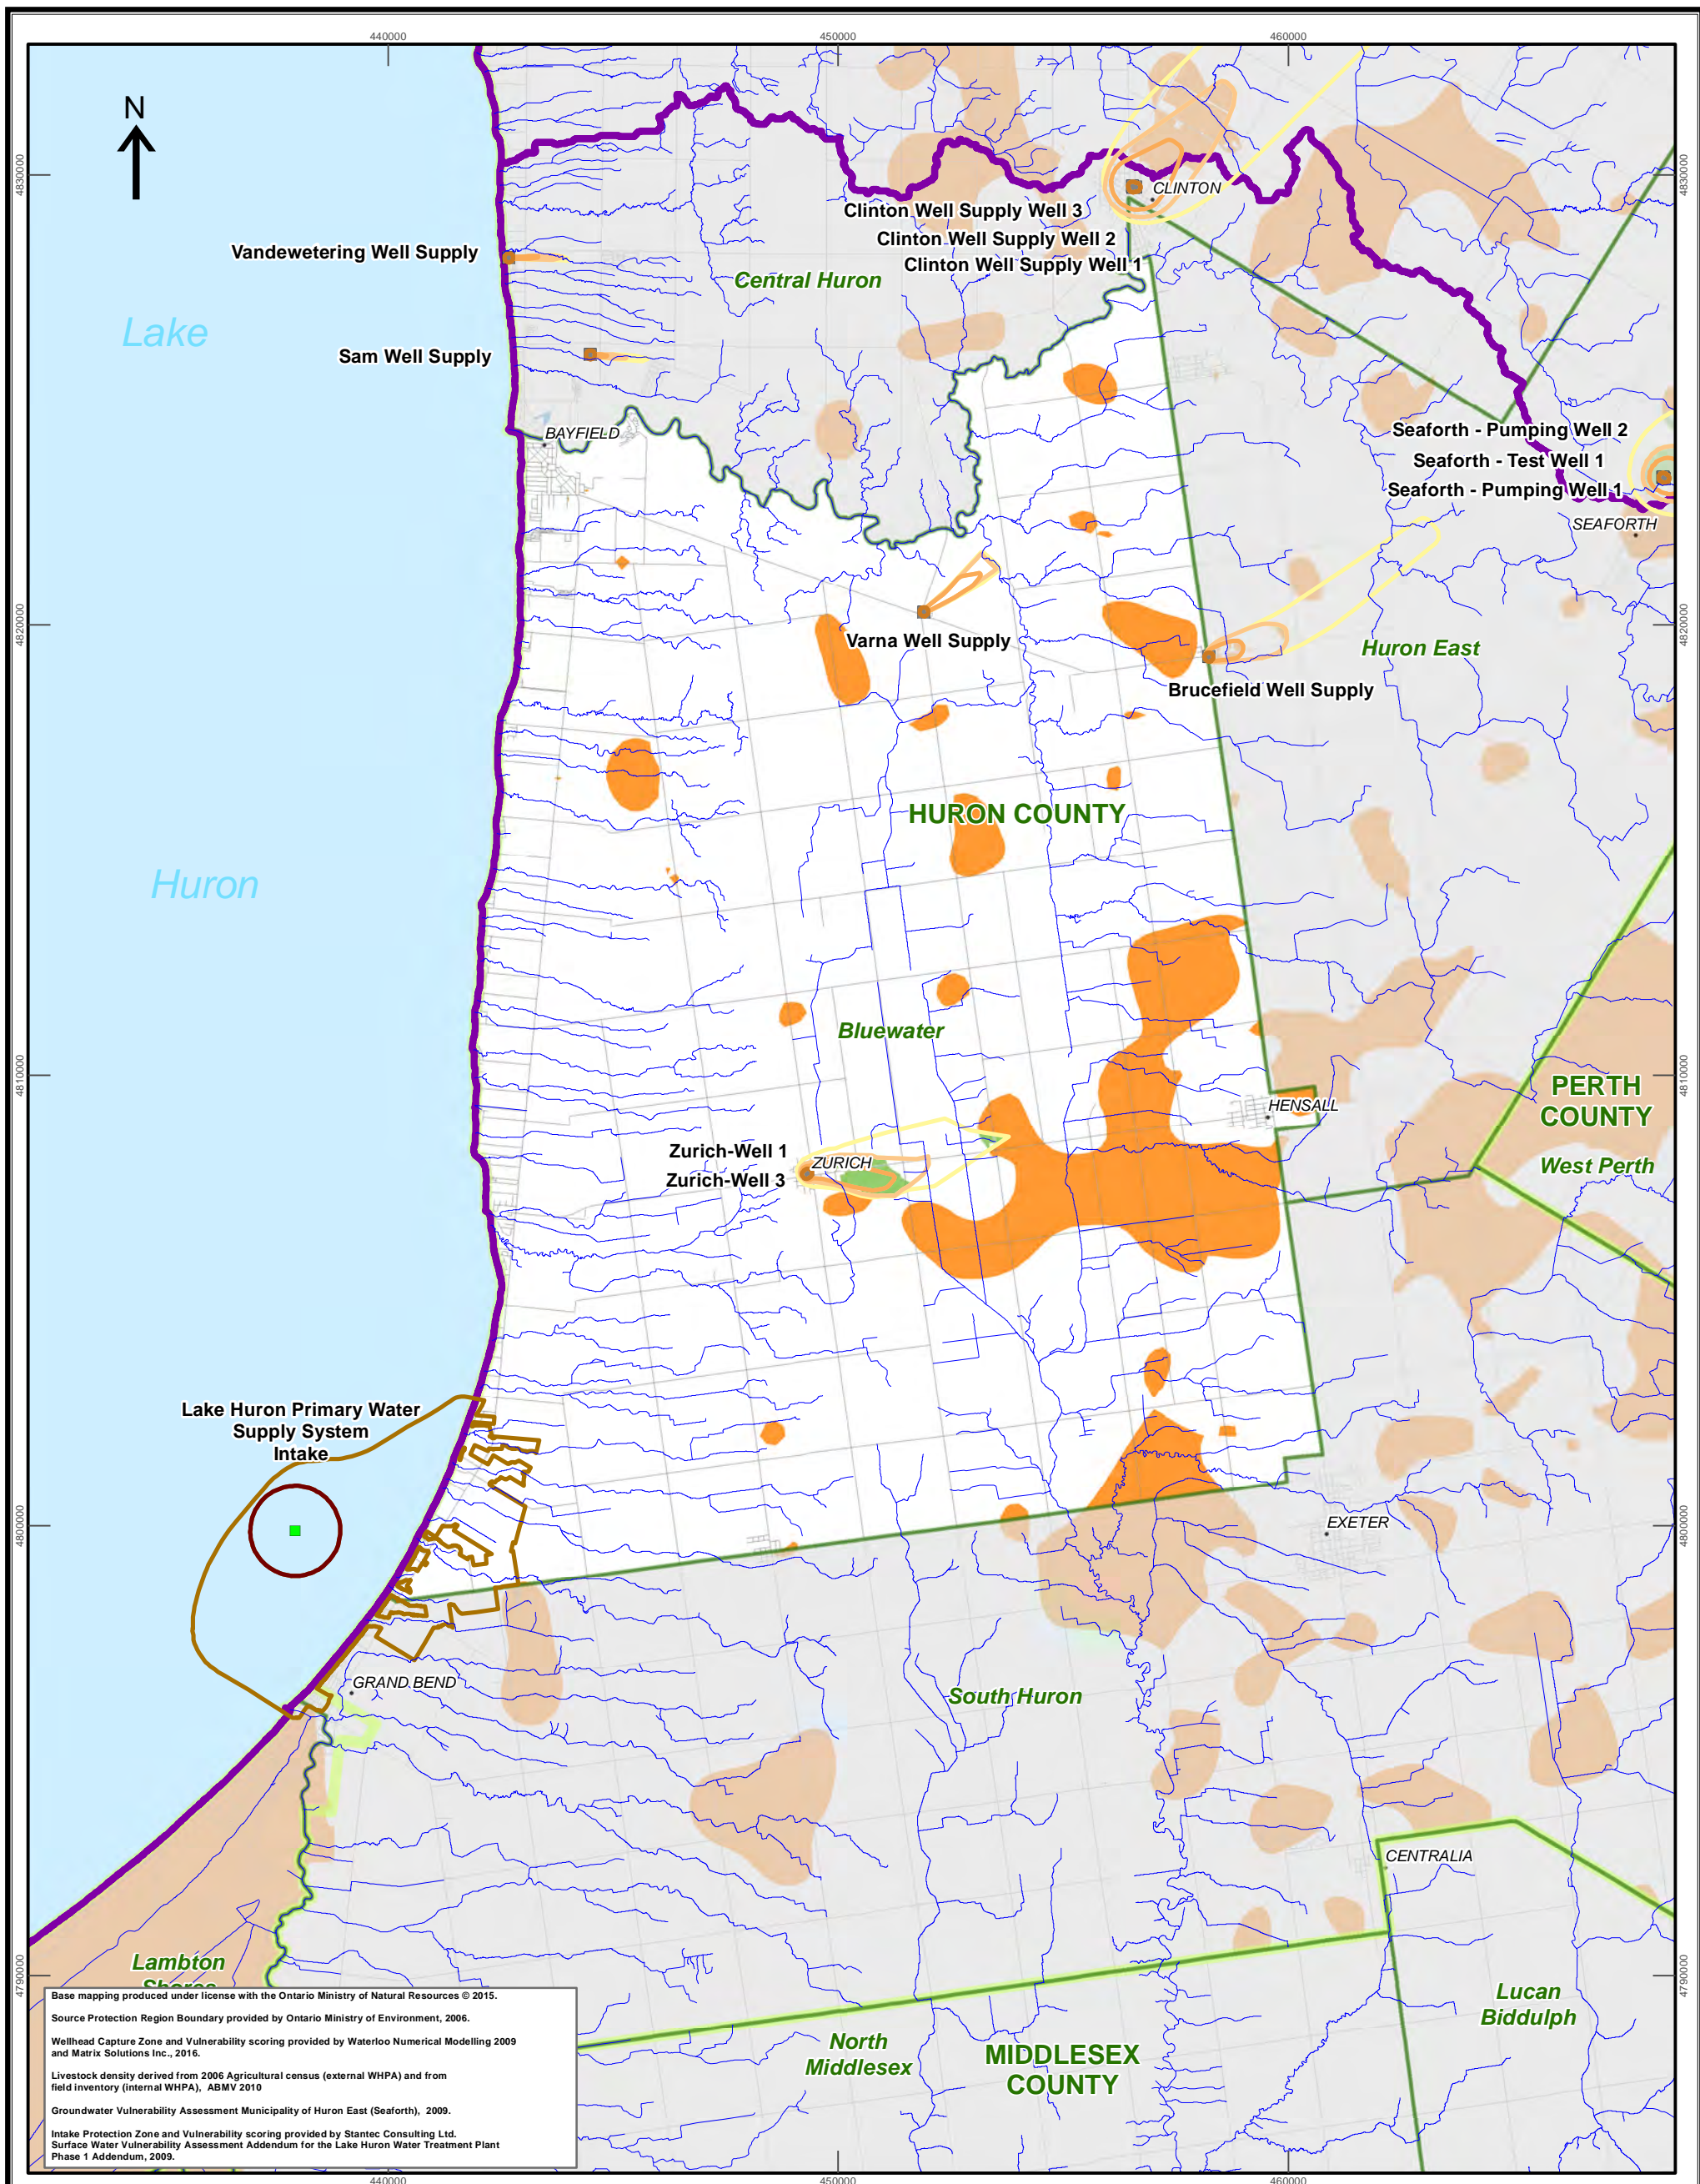 440000
450000
460000
N
4830000
4830000
CLINTON
Clinton Well Supply Well 3
Clinton Well Supply Well 2
Clinton Well Supply Well 1
Vandewetering Well Supply
Central Huron
Lake
Sam Well Supply
BAYFIELD
Seaforth - Pumping Well 2
Seaforth - Test Well 1
Seaforth - Pumping Well 1
SEAFORTH
4820000
4820000
Varna Well Supply
Huron East
Brucefield Well Supply
HURON COUNTY
Huron
Bluewater
4810000
4810000
PERTH
COUNTY
HENSALL
Zurich-Well 1
ZURICH
Zurich-Well 3
West Perth
Lake Huron Primary Water
Supply System
Intake
4800000
4800000
EXETER
GRAND BEND
South Huron
CENTRALIA
Lambton
Shores
4790000
4790000
Lucan
Biddulph
North
Middlesex
MIDDLESEX
COUNTY
Base mapping produced under license with the Ontario Ministry of Natural Resources © 2015.
Source Protection Region Boundary provided by Ontario Ministry of Environment, 2006.
Wellhead Capture Zone and Vulnerability scoring provided by Waterloo Numerical Modelling 2009
and Matrix Solutions Inc., 2016.
Livestock density derived from 2006 Agricultural census (external WHPA) and from
field inventory (internal WHPA), ABMV 2010
Groundwater Vulnerability Assessment Municipality of Huron East (Seaforth), 2009.
Intake Protection Zone and Vulnerability scoring provided by Stantec Consulting Ltd.
Surface Water Vulnerability Assessment Addendum for the Lake Huron Water Treatment Plant
Phase 1 Addendum, 2009.
440000
450000
460000